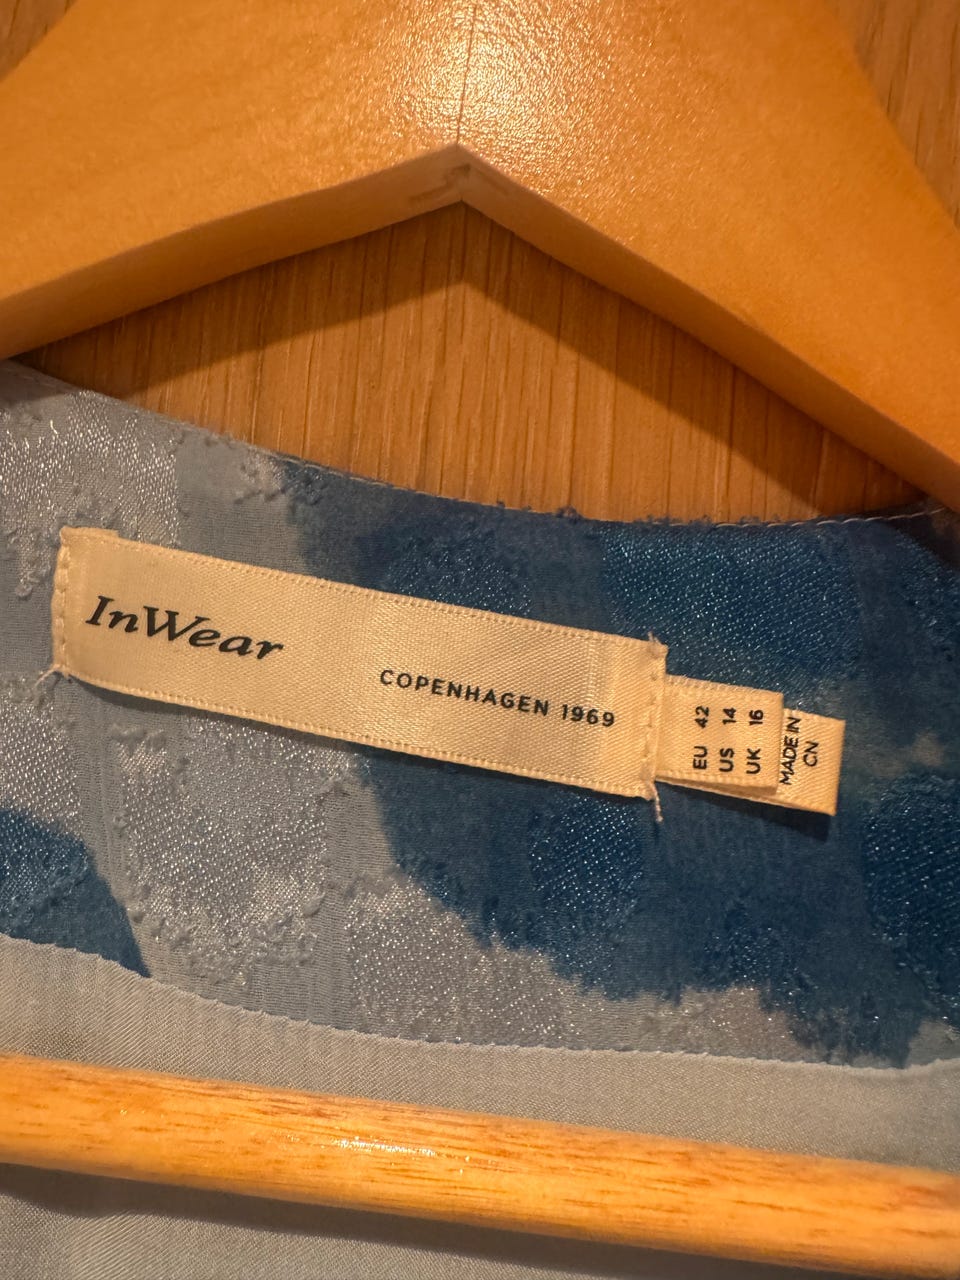 InWear
COPENHAGEN 1969
EU 42
US 14
UK 16
MADE IN
CN